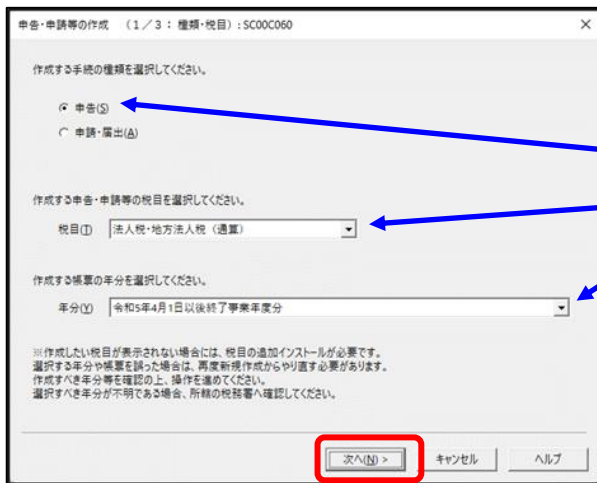 申告・申請等の作成 （1／3：種類・税目）：SC00C060
作成する手続の種類を選択してください。
申告(S)
申請・届出(A)
作成する申告・申請等の税目を選択してください。
税目(T) 法人税・地方法人税（通算）
作成する帳票の年分を選択してください。
年分(Y) 令和5年4月1日以後終了事業年度分
※作成したい税目が表示されない場合には、税目の追加インストールが必要です。
選択する年分や帳票を誤った場合は、再度新規作成からやり直す必要があります。
作成すべき年分等を確認の上、操作を進めてください。
選択すべき年分が不明である場合、所轄の税務署へ確認してください。
次へ(N) > キャンセル ヘルプ